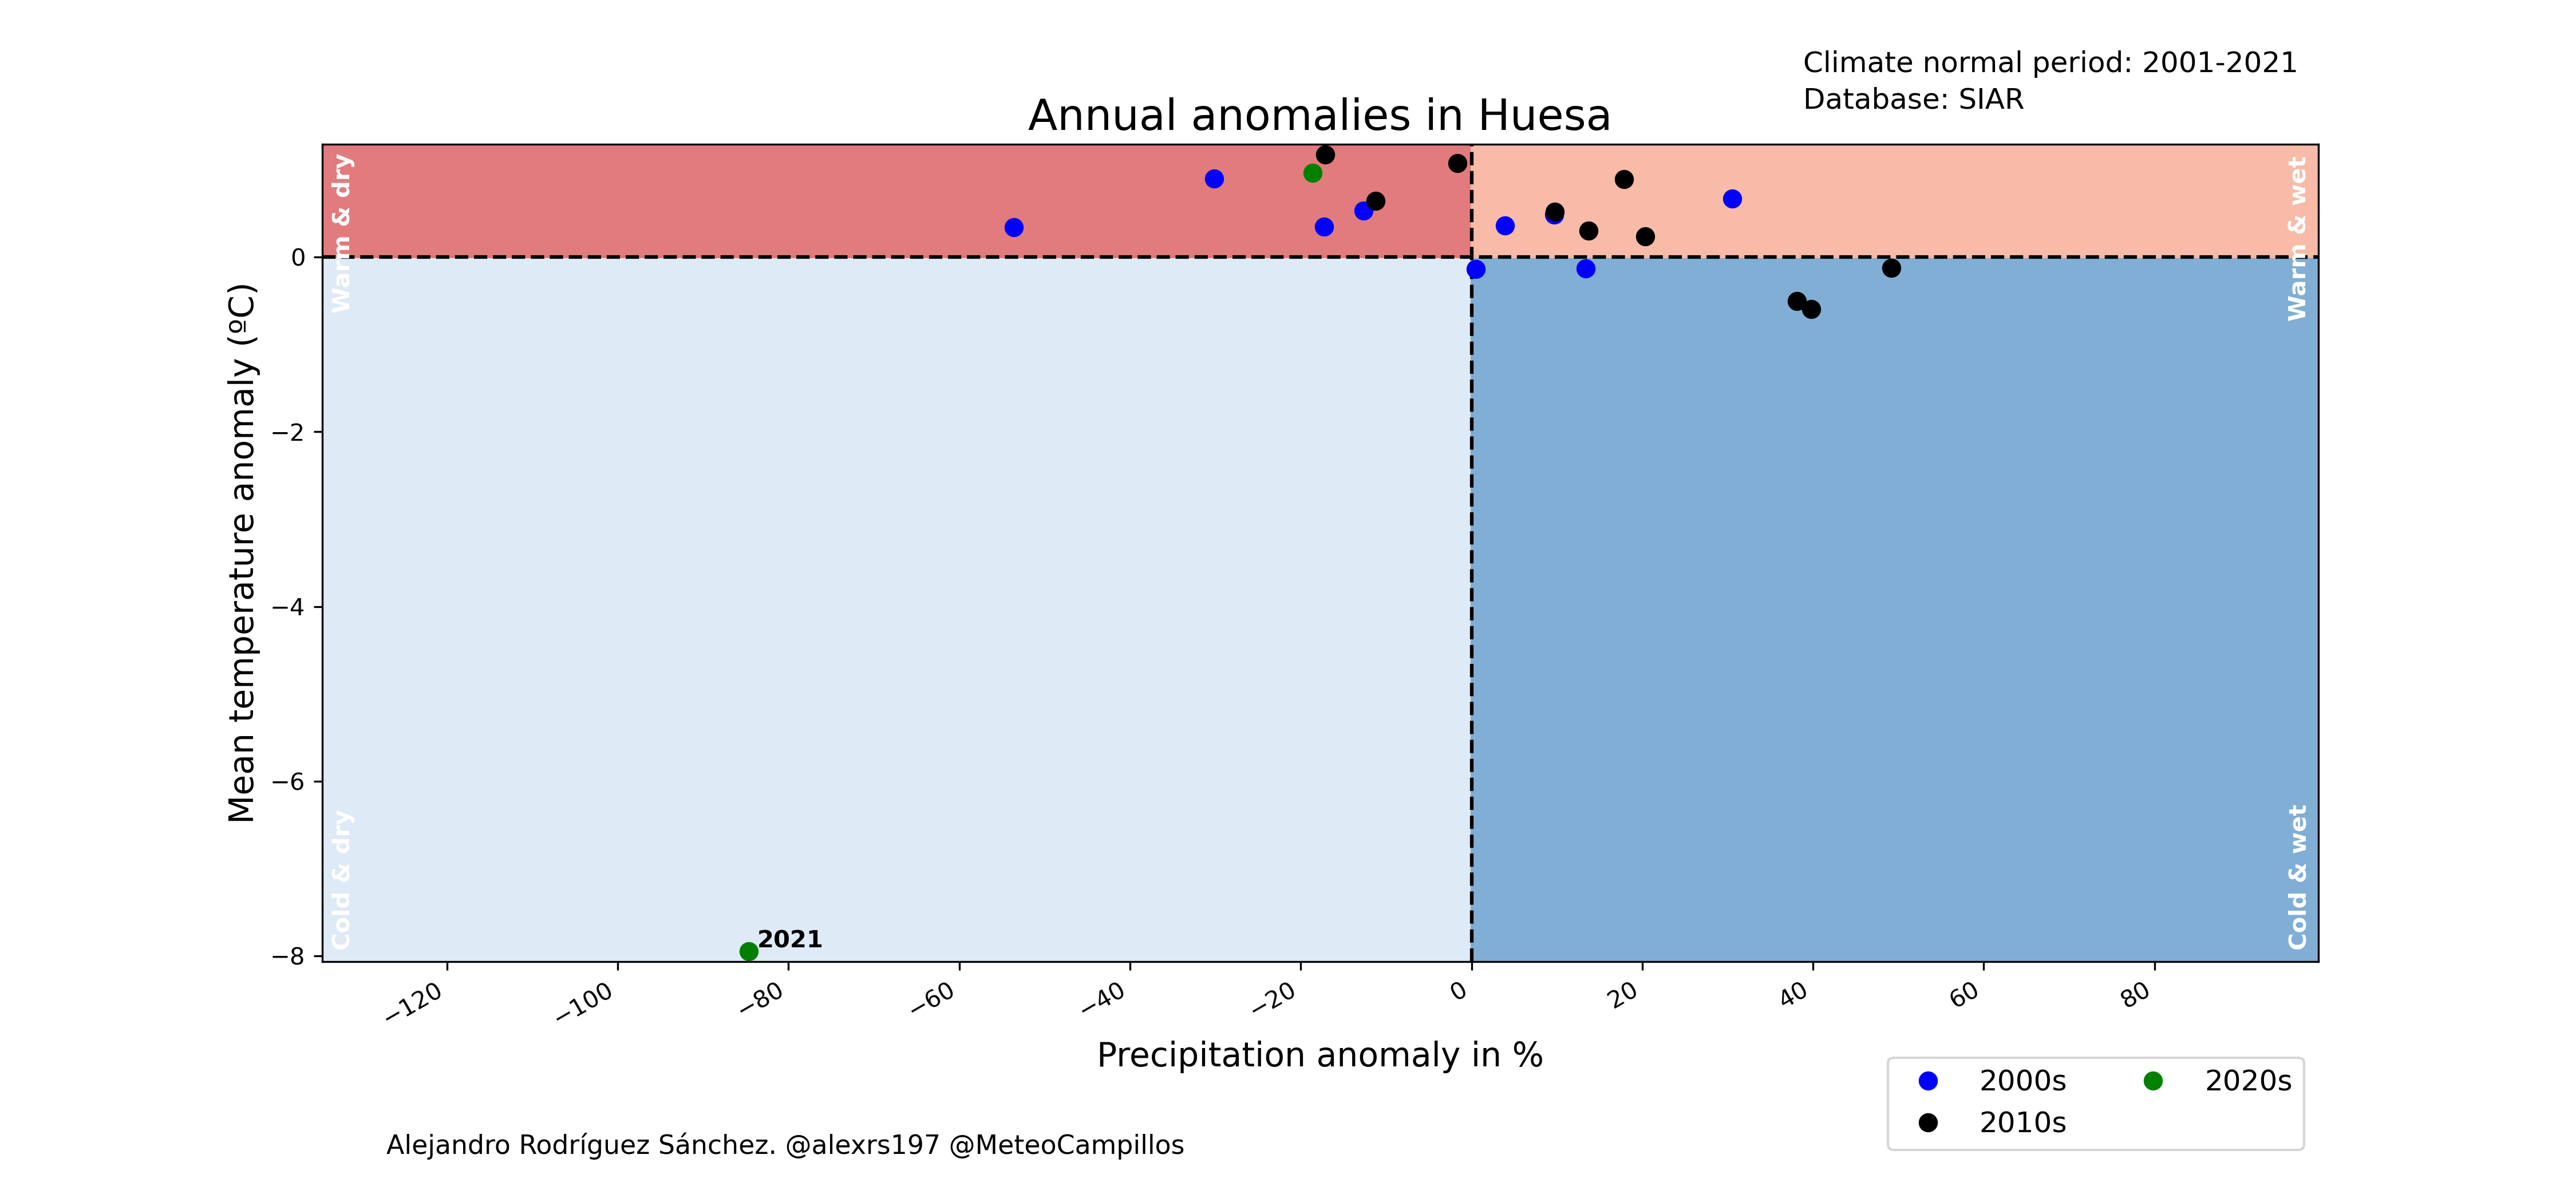 Climate normal period: 2001-2021
Database: SIAR
Annual anomalies in Huesa
Warm & dry
Warm & wet
Mean temperature anomaly (ºC)
0
−2
−4
−6
−8
Cold & dry
Cold & wet
2021
−120
−100
−80
−60
−40
−20
0
20
40
60
80
Precipitation anomaly in %
2000s
2020s
2010s
Alejandro Rodríguez Sánchez. @alexrs197 @MeteoCampillos